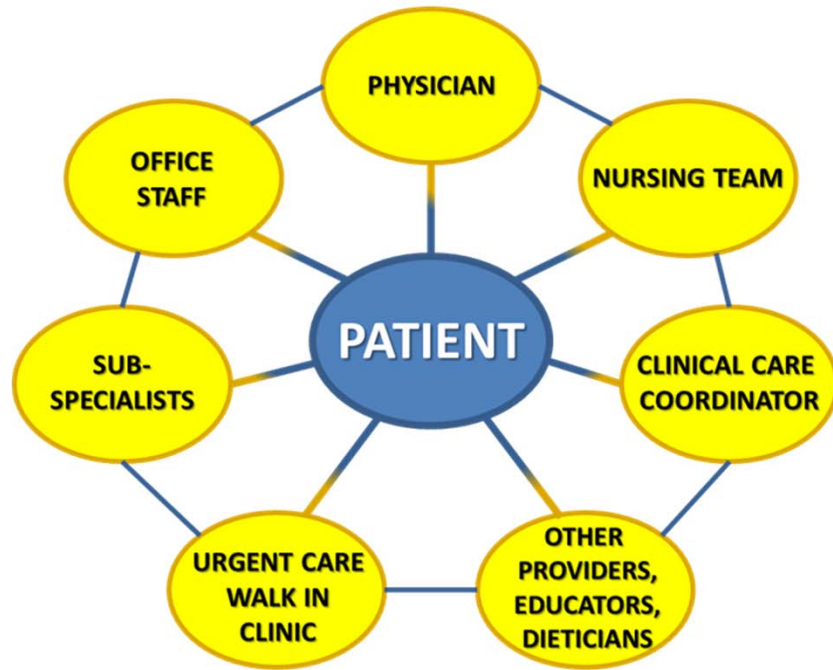 PHYSICIAN
OFFICE
STAFF
NURSING TEAM
PATIENT
SUB-
SPECIALISTS
CLINICAL CARE
COORDINATOR
URGENT CARE
WALK IN
CLINIC
OTHER
PROVIDERS,
EDUCATORS,
DIETICIANS